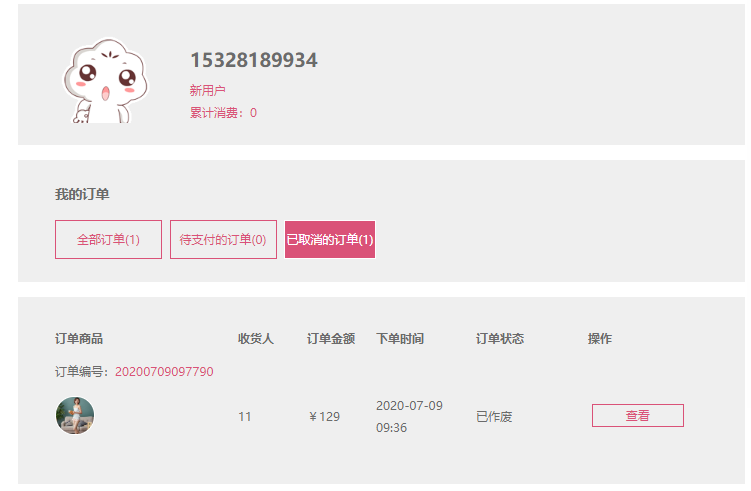 15328189934
新用户
累计消费：0
我的订单
全部订单(1) 待支付的订单(0) 已取消的订单(1)
订单商品 收货人 订单金额 下单时间 订单状态 操作
订单编号：20200709097790
11 ￥129 2020-07-09 09:36 已作废 查看